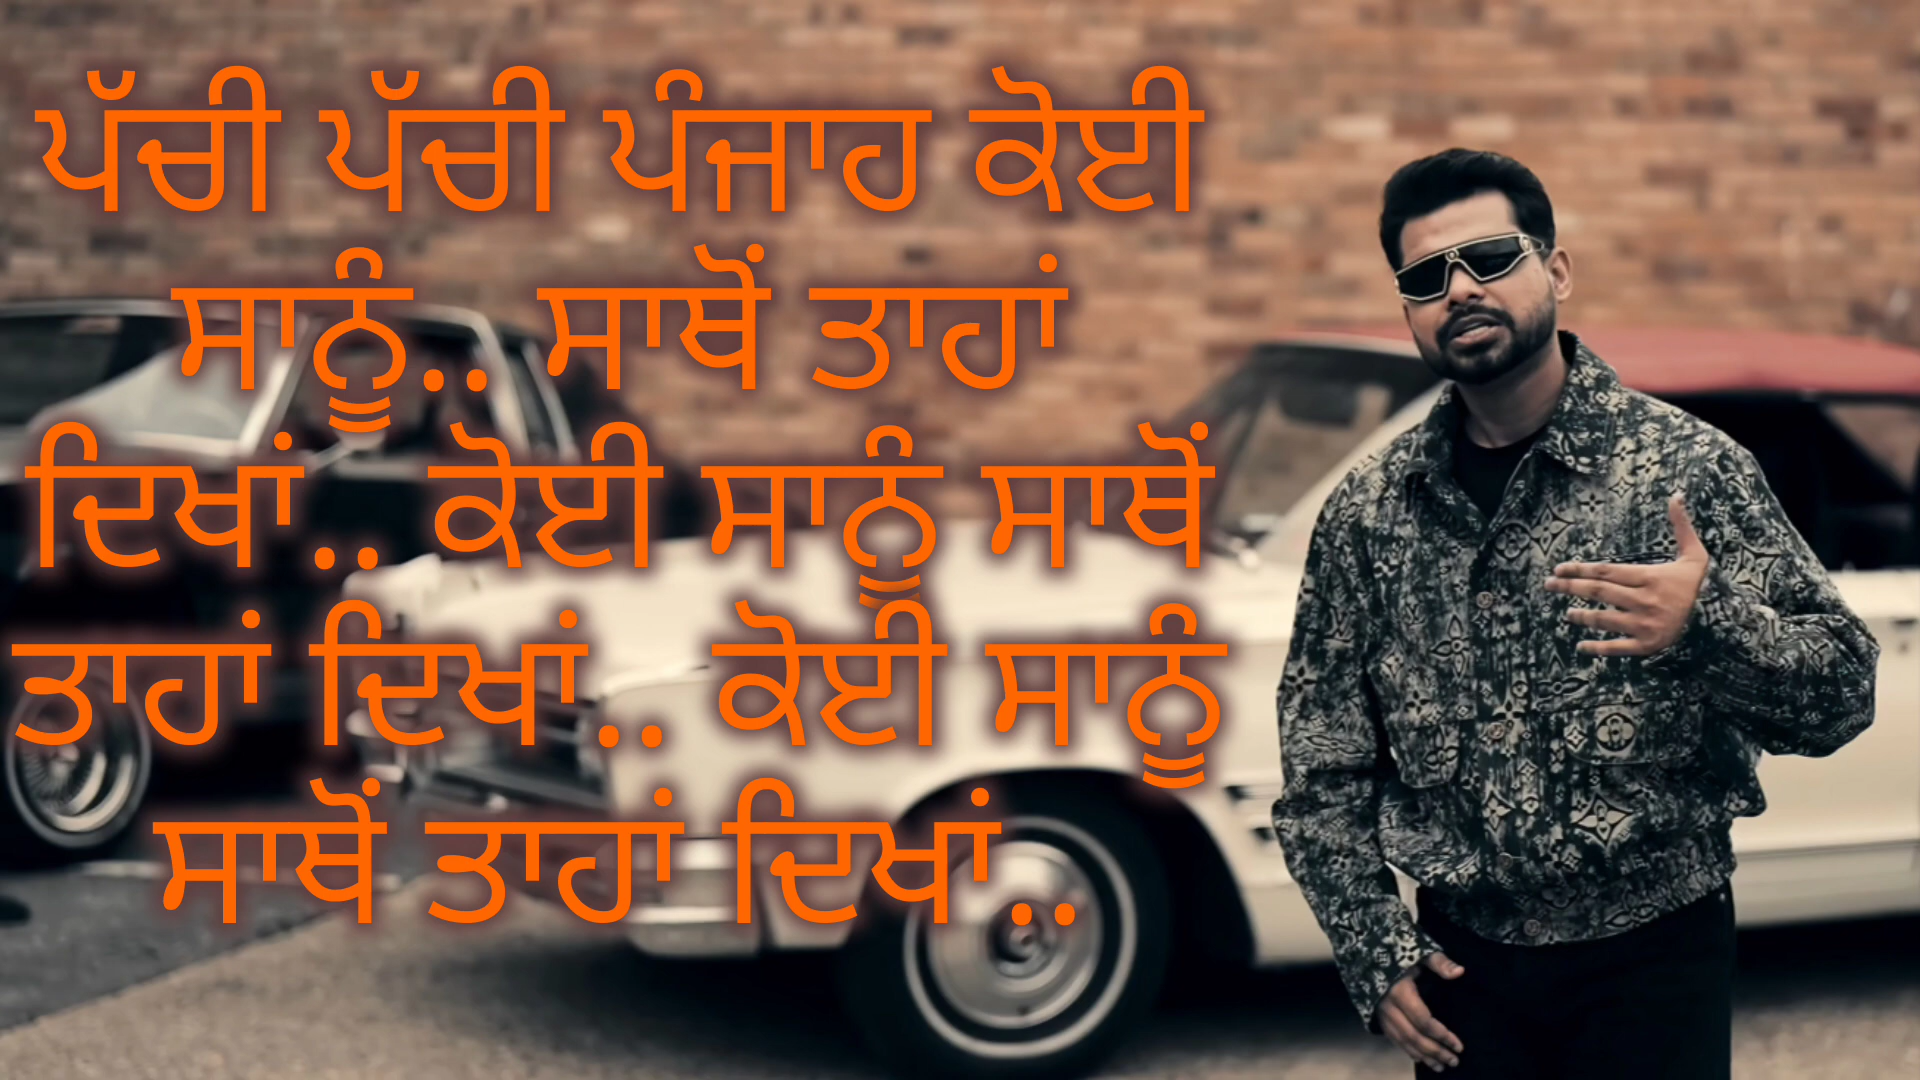 ਪੱਚੀ ਪੱਚੀ ਪੰਜਾਹ ਕੋਈ
ਸਾਨੂੰ.. ਸਾਥੋਂ ਤਾਹਾਂ
ਦਿਖਾਂ.. ਕੋਈ ਸਾਨੂੰ ਸਾਥੋਂ
ਤਾਹਾਂ ਦਿਖਾਂ.. ਕੋਈ ਸਾਨੂੰ
ਸਾਥੋਂ ਤਾਹਾਂ ਦਿਖਾਂ..